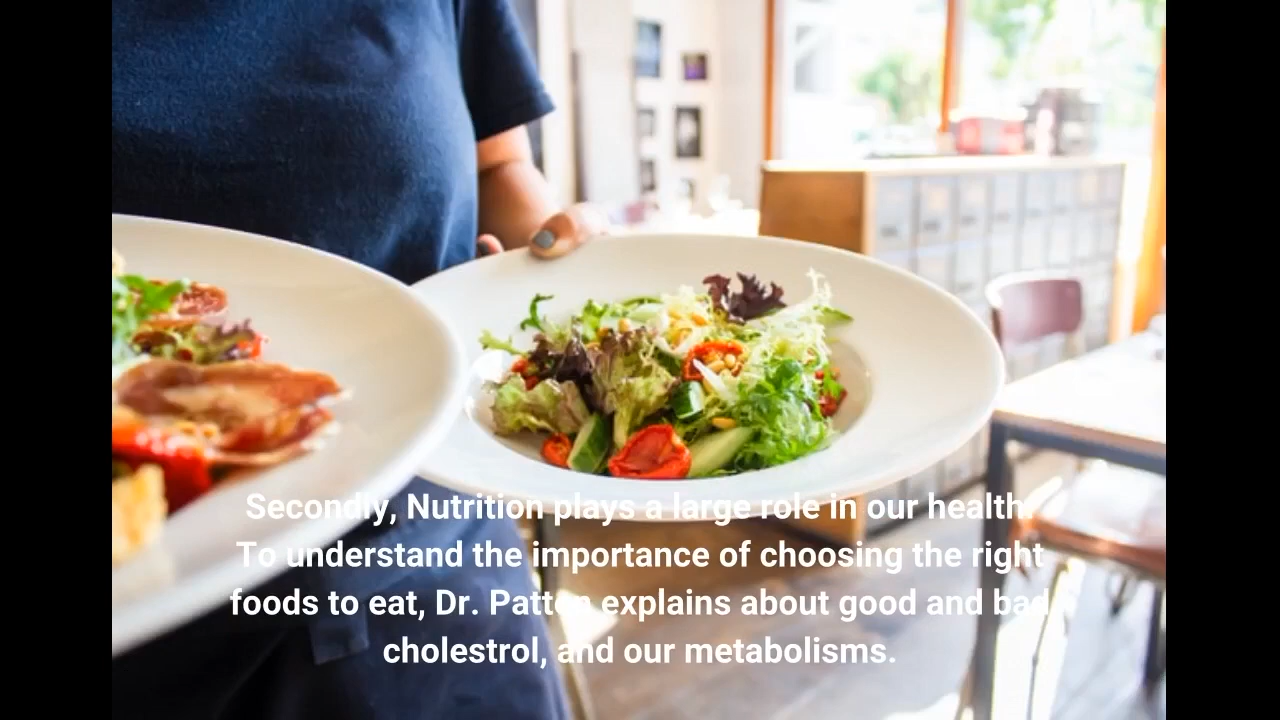 Secondly, Nutrition plays a large role in our health.
To understand the importance of choosing the right
foods to eat, Dr. Patton explains about good and bad
cholestrol, and our metabolisms.